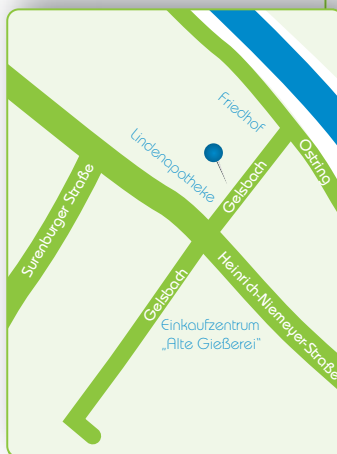 Friedhof
Ostring
Lindenapotheke
Gelsbach
Surenburger Straße
Heinrich-Niemeyer-Straße
Gelsbach
Einkaufzentrum
„Alte Gießerei“